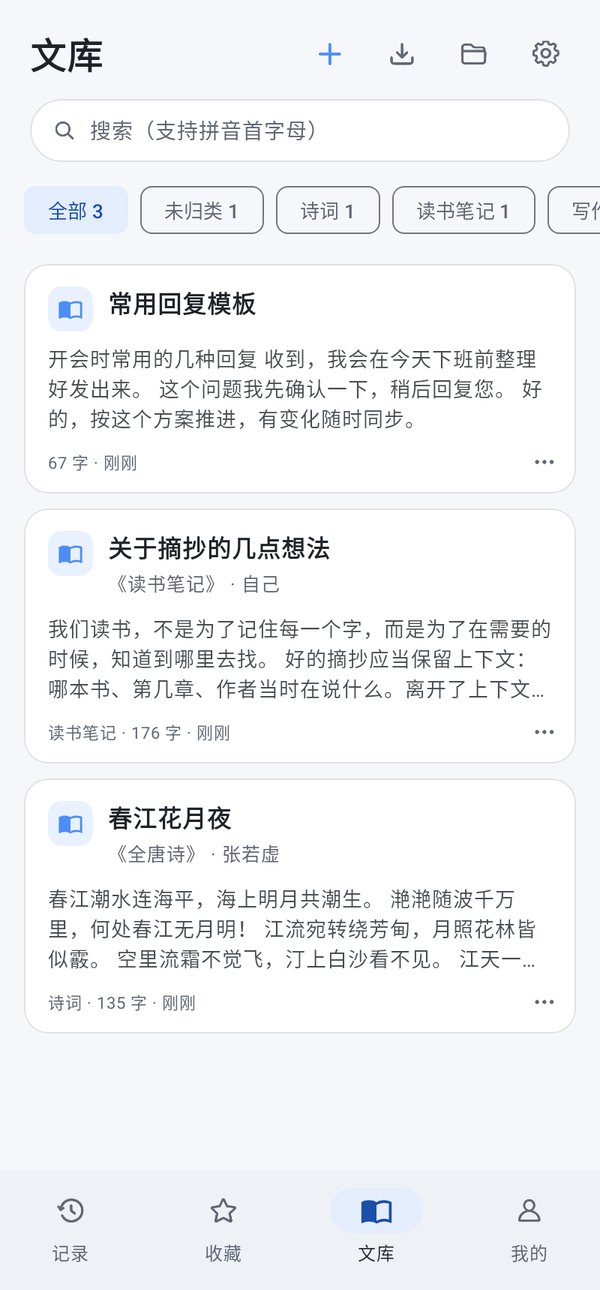 文库
搜索（支持拼音首字母）
全部 3
未归类 1
诗词 1
读书笔记 1
写
常用回复模板
开会时常用的几种回复 收到，我会在今天下班前整理
好发出来。 这个问题我先确认一下，稍后回复您。 好
的，按这个方案推进，有变化随时同步。
67 字 · 刚刚
关于摘抄的几点想法
《读书笔记》 · 自己
我们读书，不是为了记住每一个字，而是为了在需要的
时候，知道到哪里去找。 好的摘抄应当保留上下文：
哪本书、第几章、作者当时在说什么。离开了上下文…
读书笔记 · 176 字 · 刚刚
春江花月夜
《全唐诗》 · 张若虚
春江潮水连海平，海上明月共潮生。 滟滟随波千万
里，何处春江无月明！ 江流宛转绕芳甸，月照花林皆
似霰。 空里流霜不觉飞，汀上白沙看不见。 江天一…
诗词 · 135 字 · 刚刚
记录
收藏
文库
我的